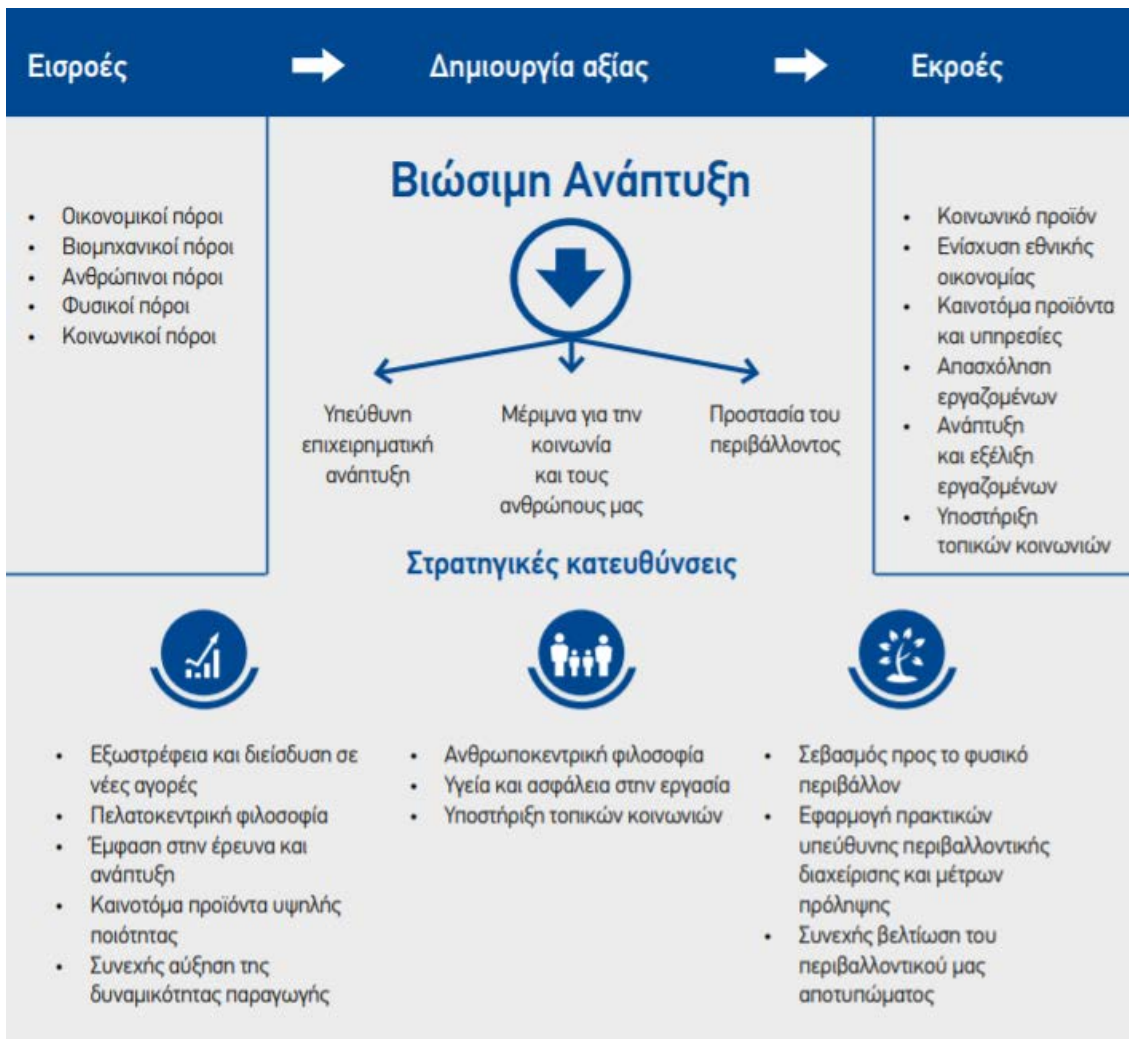 Εισροές
Δημιουργία αξίας
Εκροές
• Οικονομικοί πόροι
• Βιομηχανικοί πόροι
• Ανθρώπινοι πόροι
• Φυσικοί πόροι
• Κοινωνικοί πόροι
Βιώσιμη Ανάπτυξη
Υπεύθυνη
επιχειρηματική
ανάπτυξη
Μέριμνα για την
κοινωνία
και τους
ανθρώπους μας
Προστασία του
περιβάλλοντος
• Κοινωνικό προϊόν
• Ενίσχυση εθνικής
οικονομίας
• Καινοτόμα προϊόντα
και υπηρεσίες
• Απασχόληση
εργαζομένων
• Ανάπτυξη
και εξέλιξη
εργαζομένων
• Υποστήριξη
τοπικών κοινωνιών
Στρατηγικές κατευθύνσεις
• Εξωστρέφεια και διείσδυση σε
νέες αγορές
• Πελατοκεντρική φιλοσοφία
• Έμφαση στην έρευνα και
ανάπτυξη
• Καινοτόμα προϊόντα υψηλής
ποιότητας
• Συνεχής αύξηση της
δυναμικότητας παραγωγής
• Ανθρωποκεντρική φιλοσοφία
• Υγεία και ασφάλεια στην εργασία
• Υποστήριξη τοπικών κοινωνιών
• Σεβασμός προς το φυσικό
περιβάλλον
• Εφαρμογή πρακτικών
υπεύθυνης περιβαλλοντικής
διαχείρισης και μέτρων
πρόληψης
• Συνεχής βελτίωση του
περιβαλλοντικού μας
αποτυπώματος